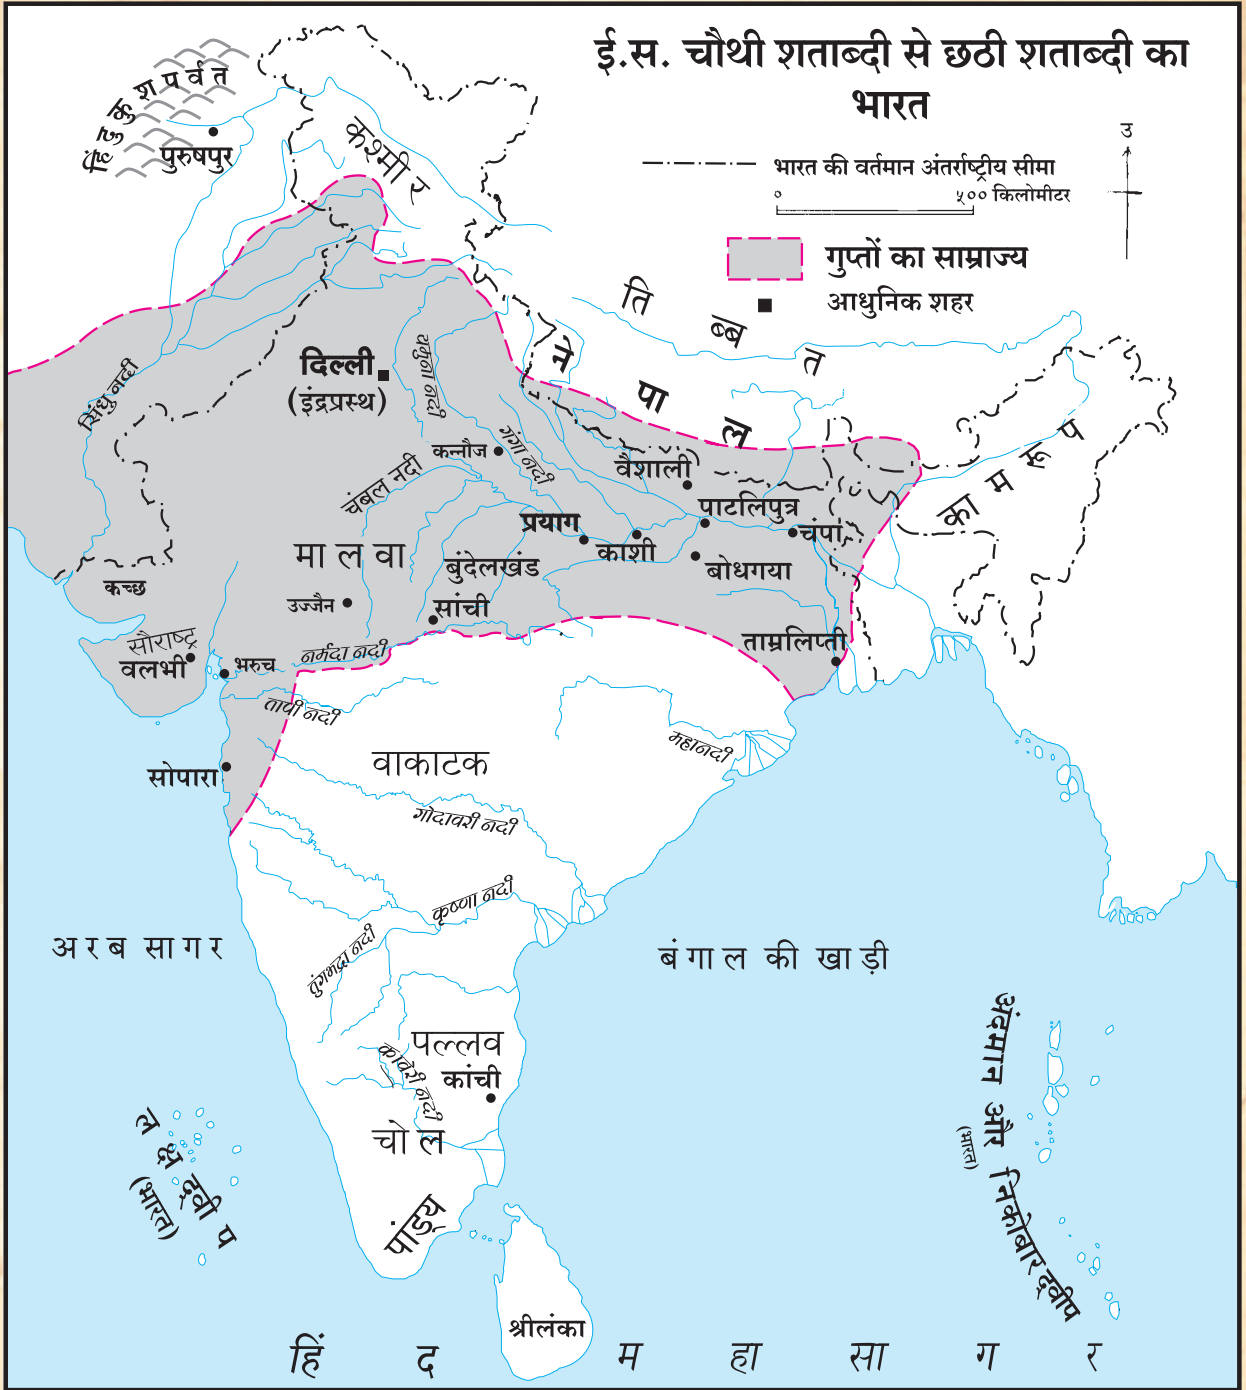 ई.स. चौथी शताब्दी से छठी शताब्दी का
भारत
उ
भारत की वर्तमान अंतर्राष्ट्रीय सीमा
० ५०० किलोमीटर
गुप्तों का साम्राज्य
आधुनिक शहर
हिंदुकुश पर्वत
पुरुषपुर
कश्मीर
तिब्बत
नेपाल
दिल्ली
(इंद्रप्रस्थ)
यमुना नदी
सिंधु नदी
कन्नौज
गंगा नदी
चंबल नदी
वैशाली
कामरूप
पाटलिपुत्र
प्रयाग
काशी
चंपा
मालवा
बुंदेलखंड
बोधगया
कच्छ
उज्जैन
सांची
सौराष्ट्र
वलभी
भरुच
नर्मदा नदी
ताम्रलिप्ती
तापी नदी
महानदी
वाकाटक
सोपारा
गोदावरी नदी
कृष्णा नदी
अरब सागर
बंगाल की खाड़ी
तुंगभद्रा नदी
पल्लव
कांची
कावेरी नदी
चोल
पांड्य
लक्षद्वीप
(भारत)
अंदमान और निकोबार द्वीप
(भारत)
श्रीलंका
हिंद महासागर